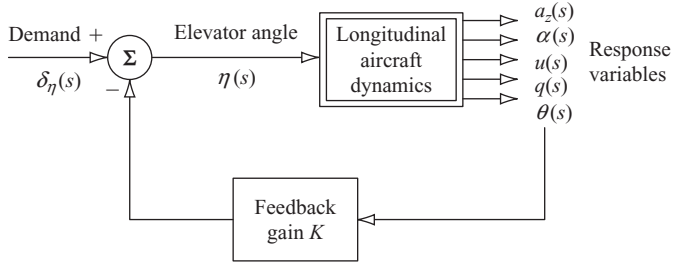 Demand +
δη(s)
Σ
−
Elevator angle
η(s)
Longitudinal
aircraft
dynamics
az(s)
α(s)
u(s)
q(s)
θ(s)
Response
variables
Feedback
gain K